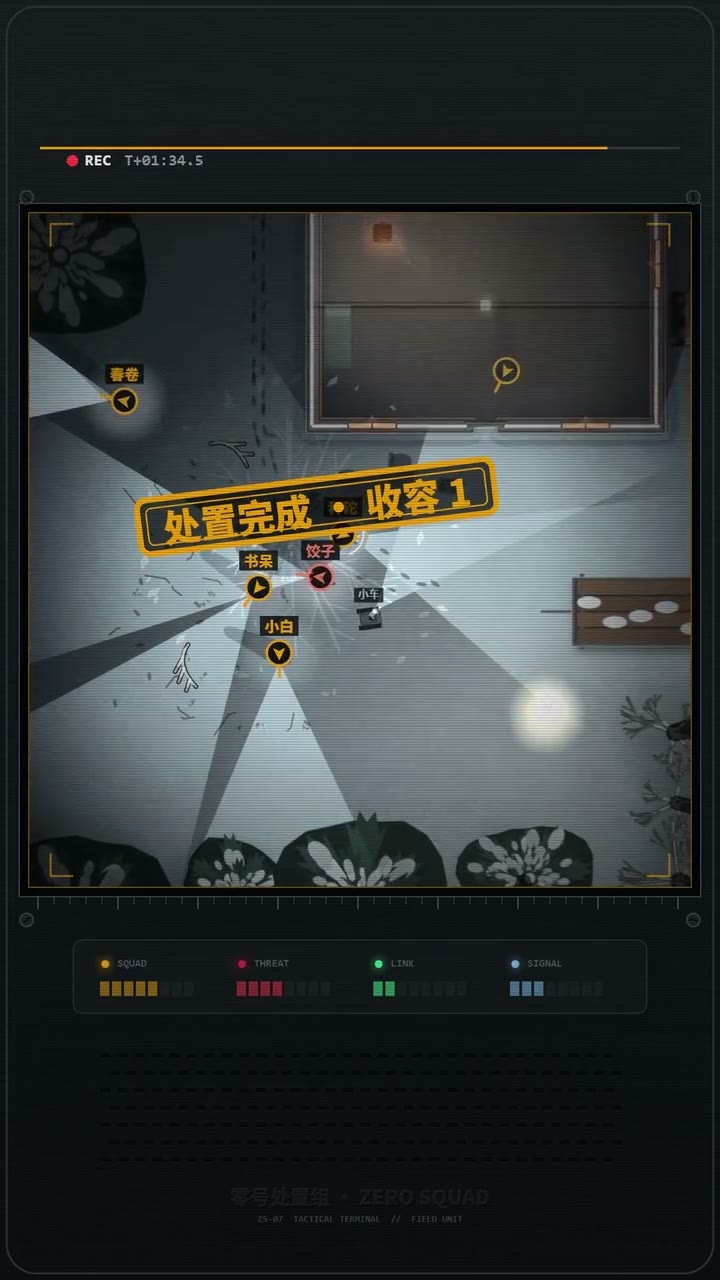 REC T+01:34.5
春卷
处置完成 收容 1
饺子
书呆
小车
小白
SQUAD THREAT LINK SIGNAL
零号处置组 · ZERO SQUAD
ZS-07 TACTICAL TERMINAL // FIELD UNIT